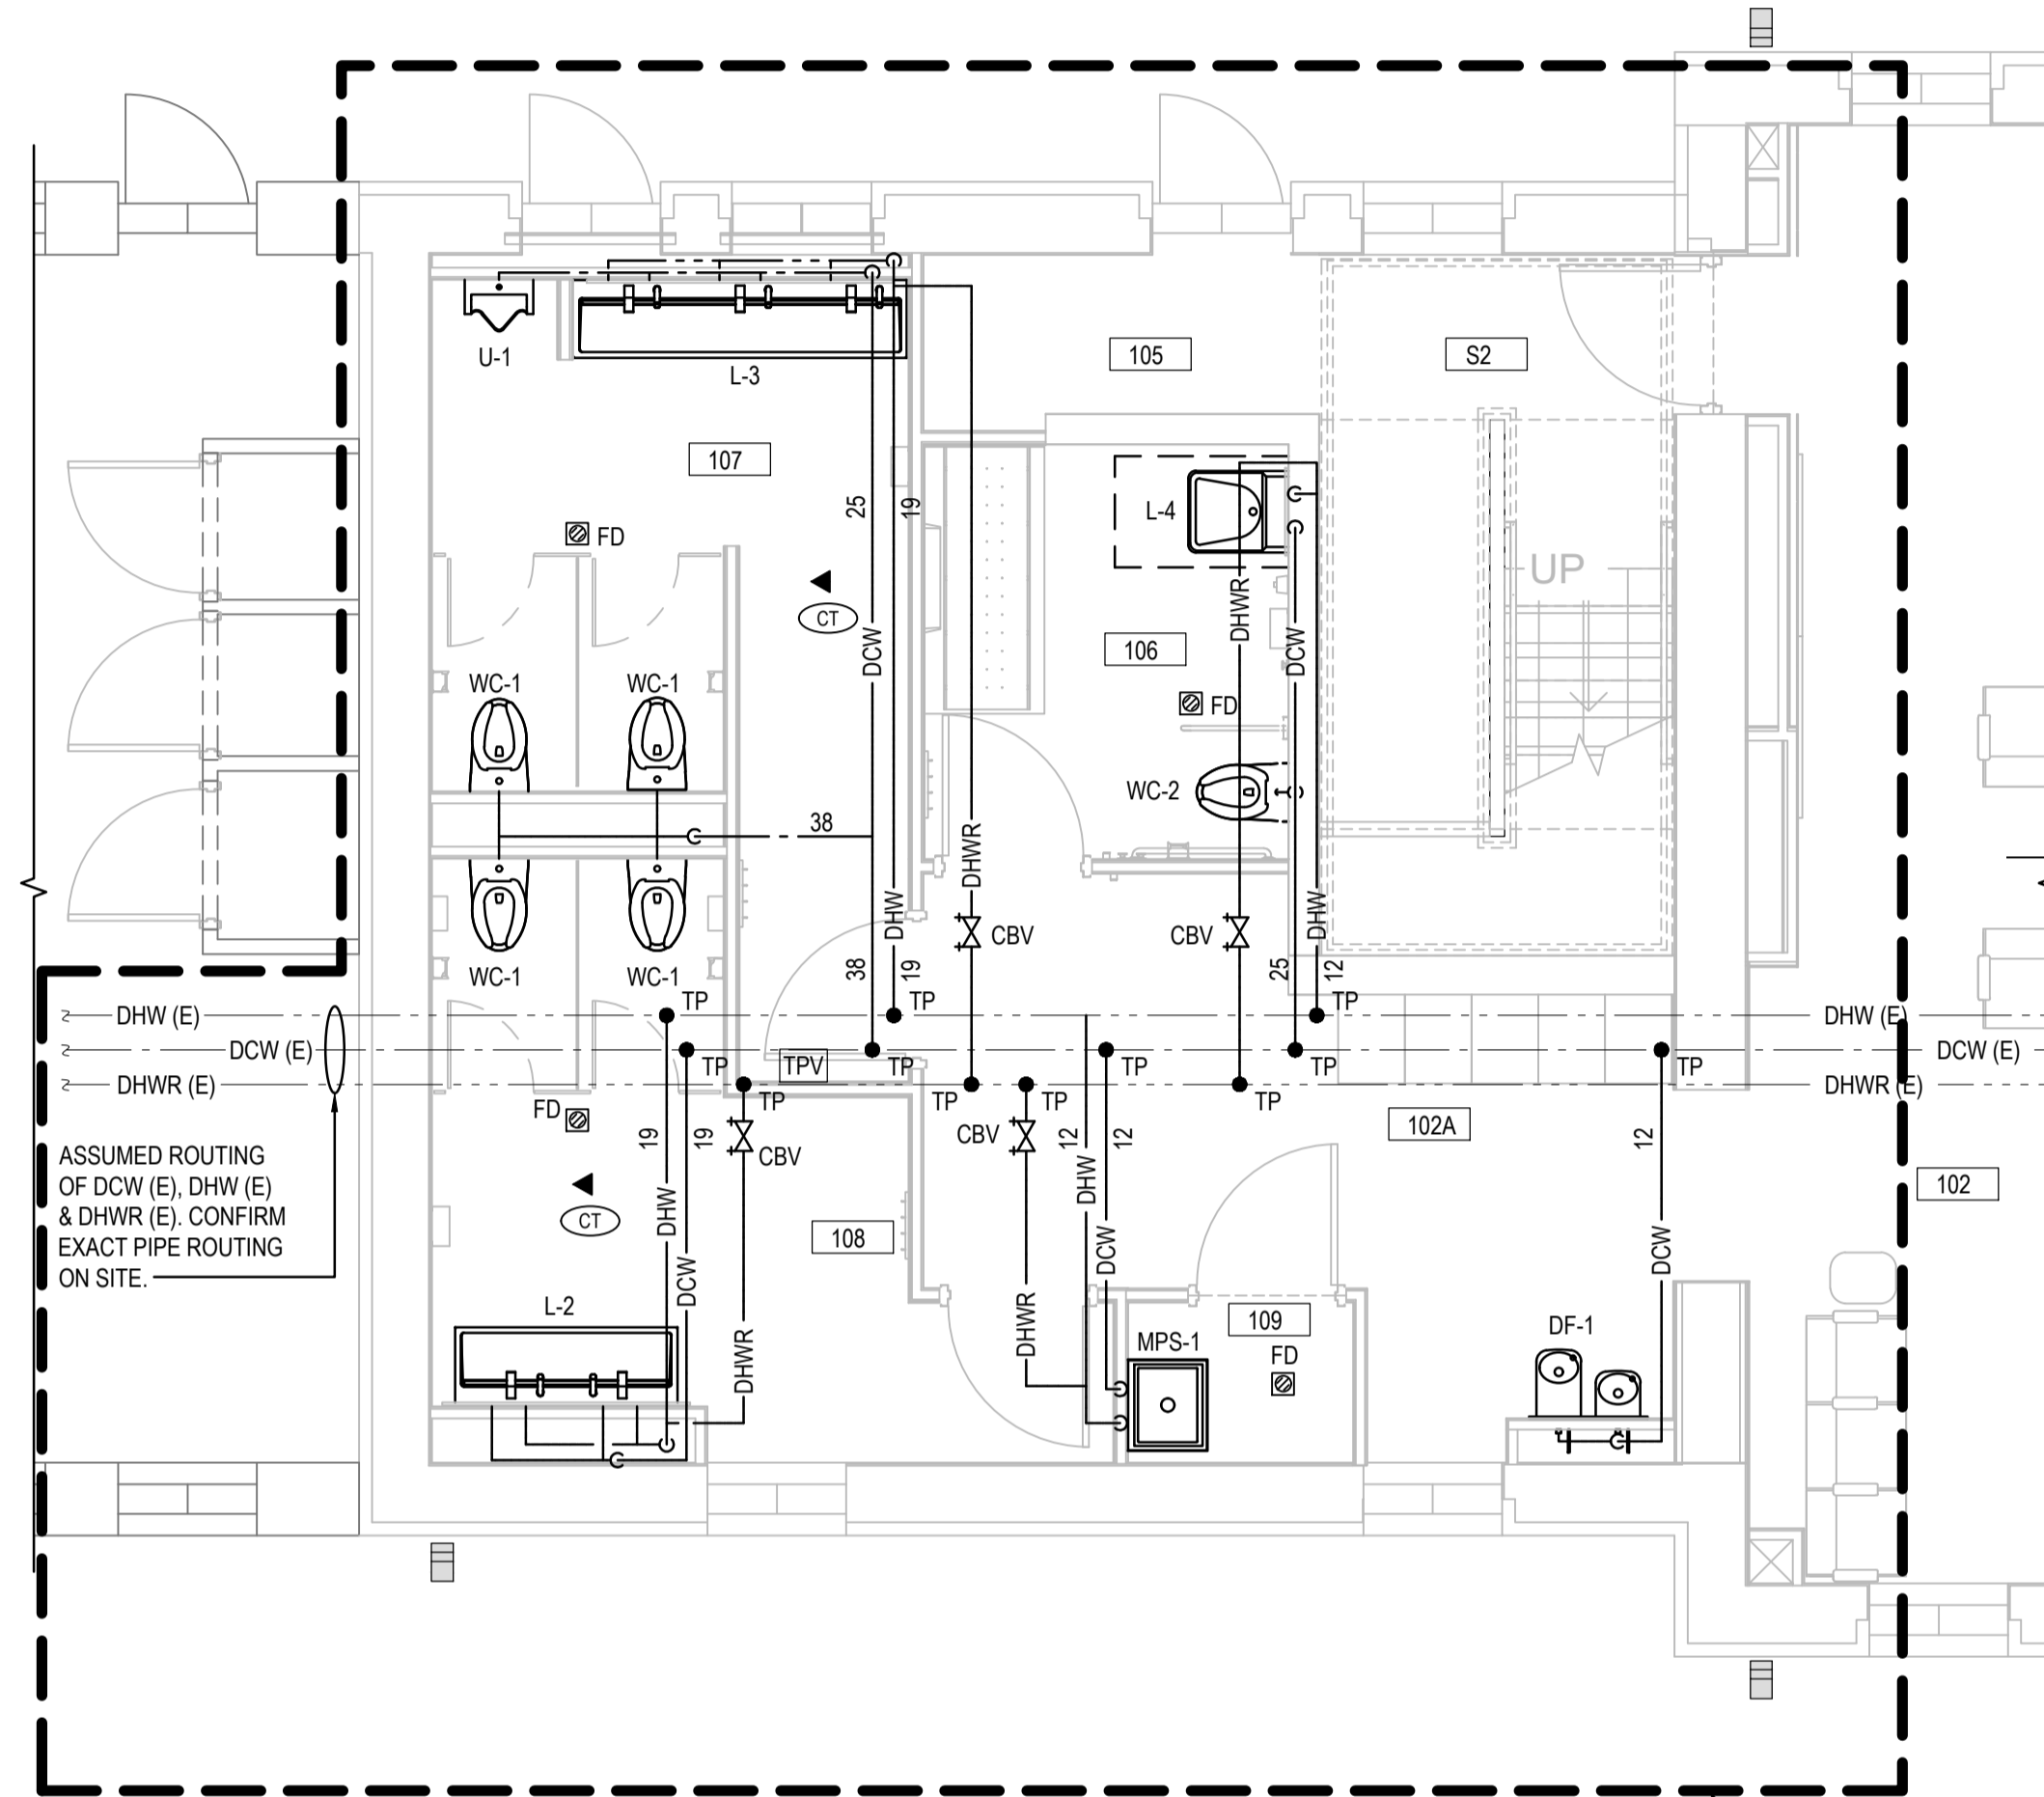 U-1
L-3
105
S2
107
25
19
L-4
FD
UP
CT
DHWR
DCW
DCW
106
WC-1
WC-1
FD
WC-2
38
DHWR
DHW
DHW
CBV
CBV
WC-1
WC-1
38
19
25
12
TP
TP
TP
DHW (E)
DHW (E)
DCW (E)
TP
TPV
TP
TP
TP
TP
DCW (E)
DHWR (E)
TP
TP
TP
TP
DHWR (E)
FD
19
19
CBV
CBV
12
12
102A
12
ASSUMED ROUTING
OF DCW (E), DHW (E)
& DHWR (E). CONFIRM
EXACT PIPE ROUTING
ON SITE.
CT
DHW
DHW
102
108
DCW
DCW
DCW
L-2
DHWR
DHWR
109
MPS-1
FD
DF-1